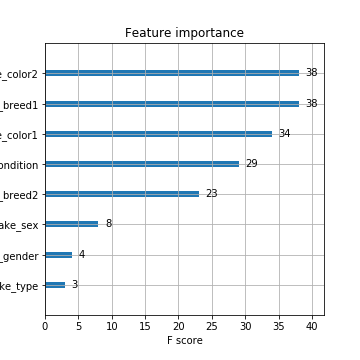 Feature importance
e_color2 38
_breed1 38
e_color1 34
ondition 29
_breed2 23
ake_sex 8
_gender 4
ke_type 3
0 5 10 15 20 25 30 35 40
F score